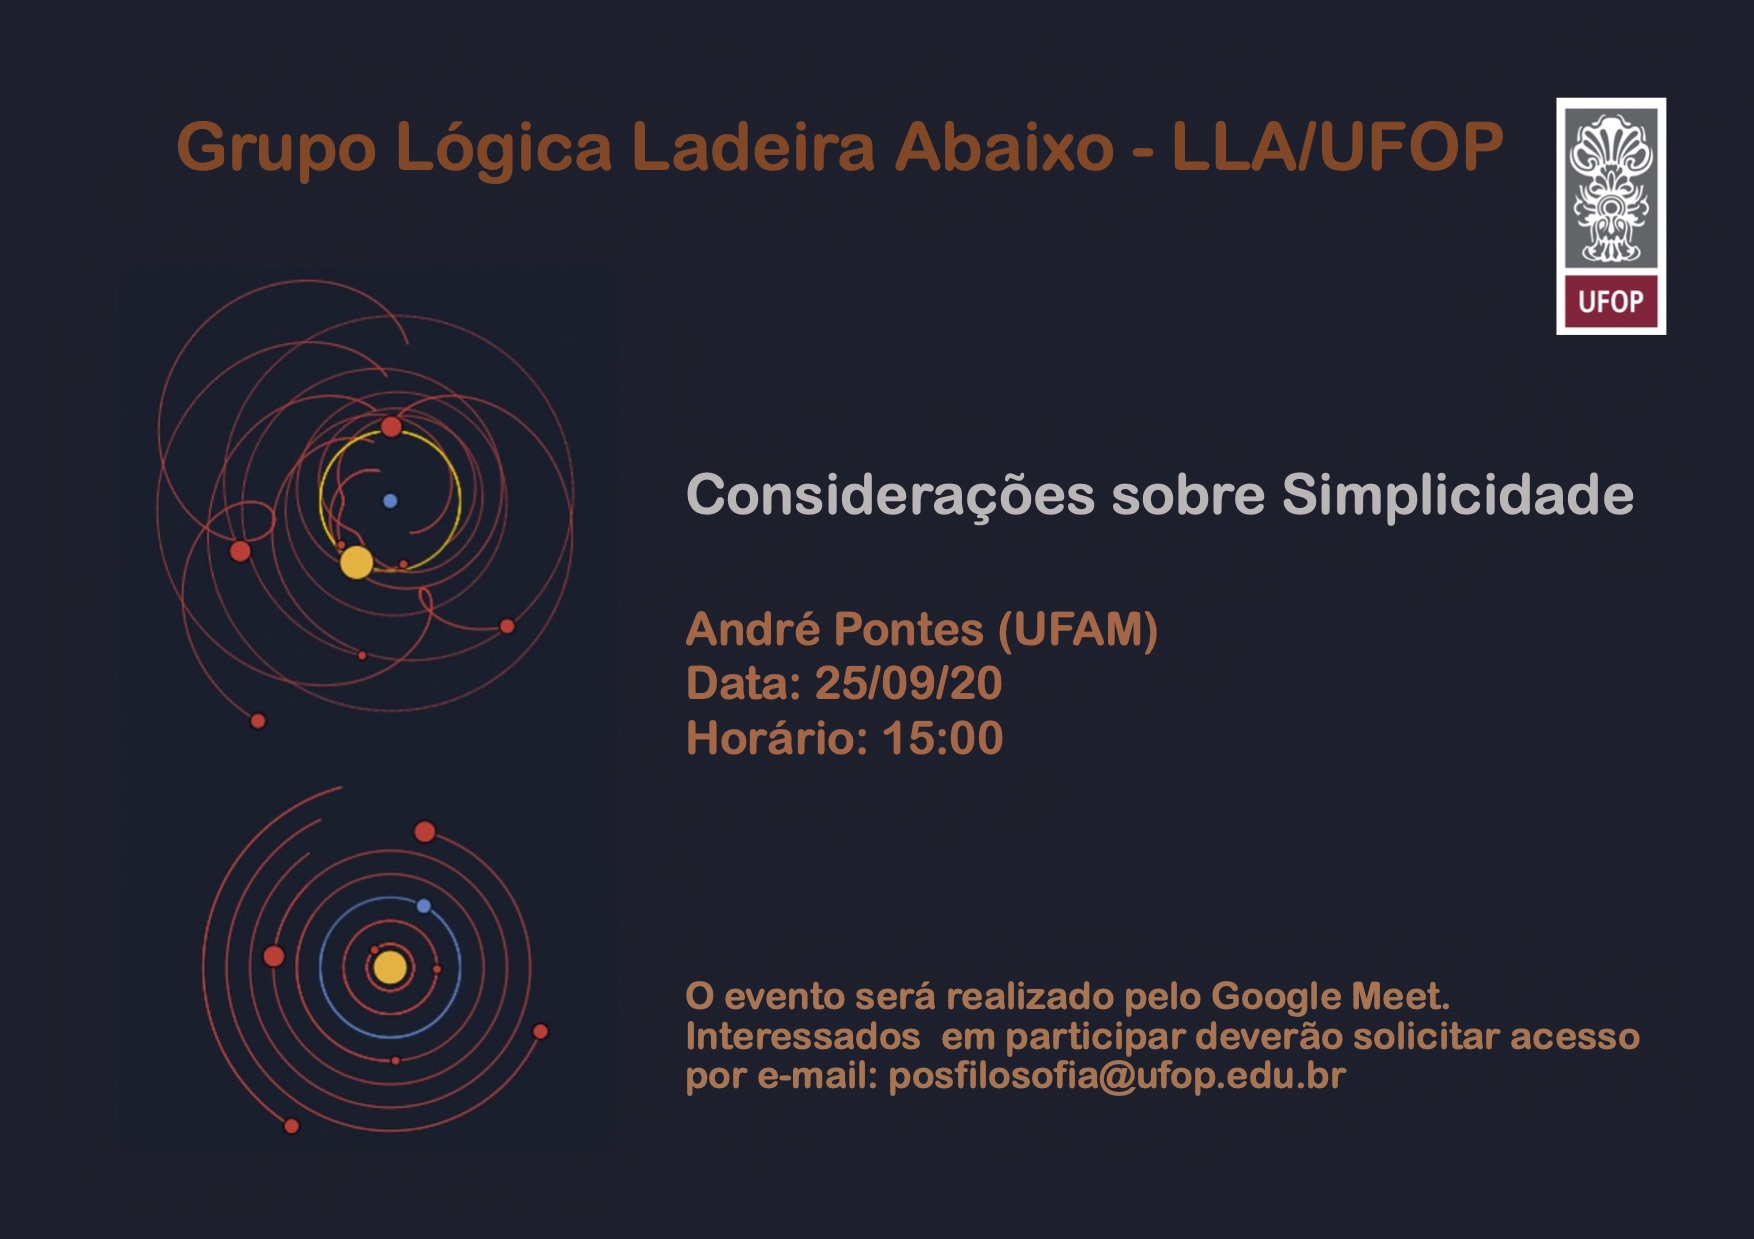 Grupo Lógica Ladeira Abaixo - LLA/UFOP
UFOP
Considerações sobre Simplicidade
André Pontes (UFAM)
Data: 25/09/20
Horário: 15:00
O evento será realizado pelo Google Meet.
Interessados em participar deverão solicitar acesso
por e-mail: posfilosofia@ufop.edu.br